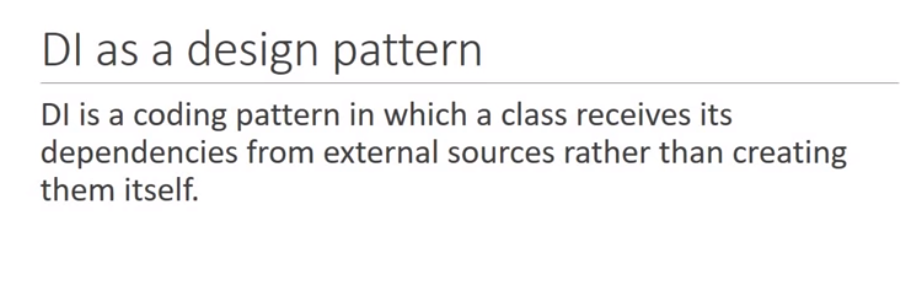 DI as a design pattern
DI is a coding pattern in which a class receives its
dependencies from external sources rather than creating
them itself.